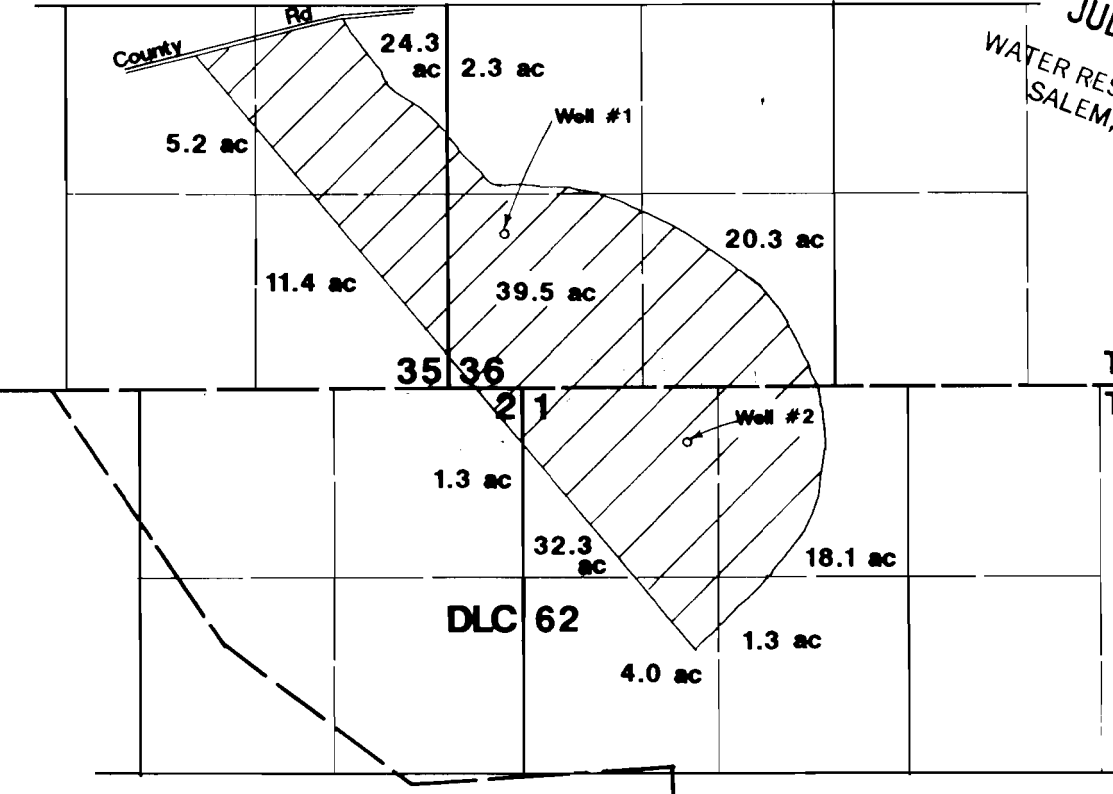 JUL
WATER RES
SALEM,
County Rd
24.3
ac
2.3 ac
Well #1
5.2 ac
20.3 ac
11.4 ac
39.5 ac
35 36
2 1
Well #2
1.3 ac
32.3
ac
18.1 ac
DLC 62
1.3 ac
4.0 ac
T
T